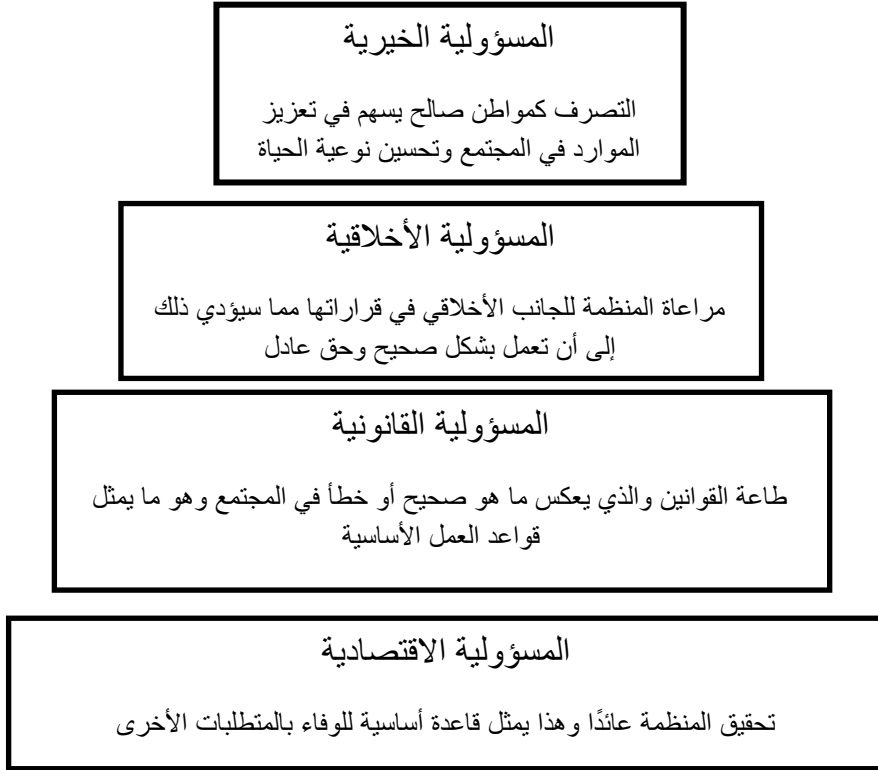 المسؤولية الخيرية
التصرف كمواطن صالح يسهم في تعزيز
الموارد في المجتمع وتحسين نوعية الحياة
المسؤولية الأخلاقية
مراعاة المنظمة للجانب الأخلاقي في قراراتها مما سيؤدي ذلك
إلى أن تعمل بشكل صحيح وحق عادل
المسؤولية القانونية
طاعة القوانين والذي يعكس ما هو صحيح أو خطأ في المجتمع وهو ما يمثل
قواعد العمل الأساسية
المسؤولية الاقتصادية
تحقيق المنظمة عائدًا وهذا يمثل قاعدة أساسية للوفاء بالمتطلبات الأخرى